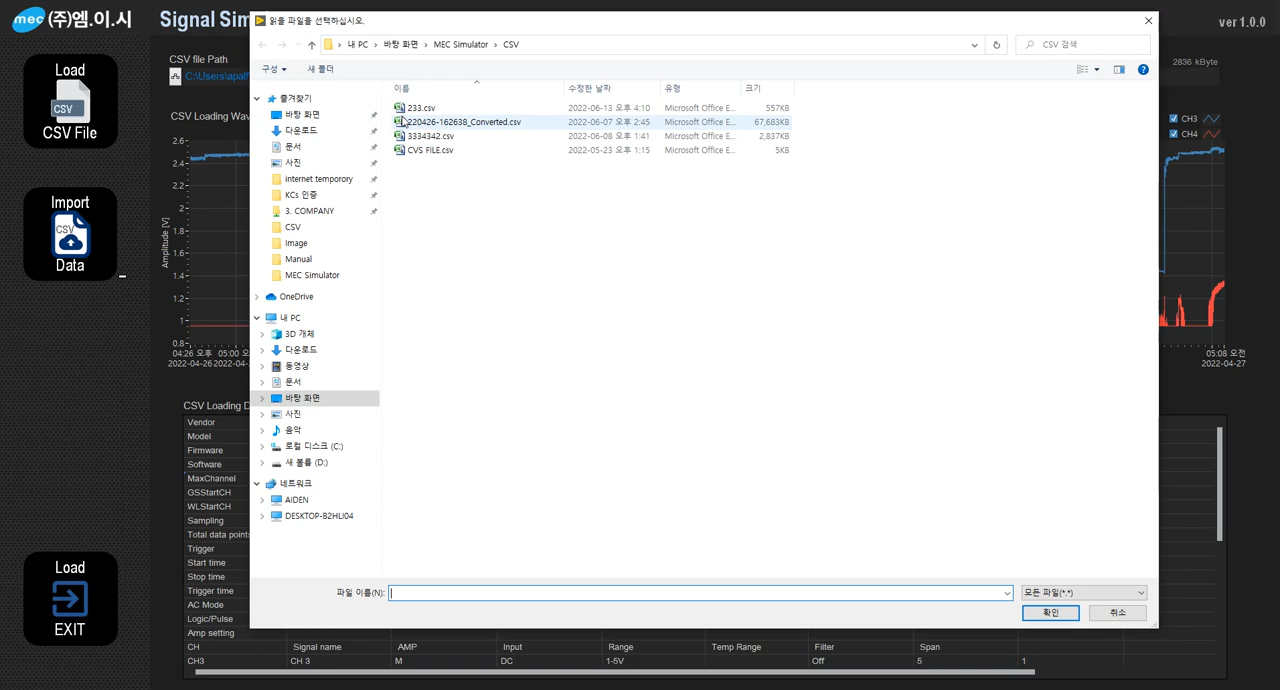 mec (주)엠.이.시
Signal Sim
ver 1.0.0
Load
CSV
CSV File
Import
CSV
Data
Load
EXIT
CSV file Path
C:\Users\apalf
2836 kByte
CSV Loading Wav
CH3
CH4
Amplitude [V]
2.6
2.4
2.2
2
1.8
1.6
1.4
1.2
1
0.8
04:26 오후 05:00 오
2022-04-26 2022-04-
05:08 오전
2022-04-27
CSV Loading D
Vendor
Model
Firmware
Software
MaxChannel
GSStartCH
WLStartCH
Sampling
Total data points
Trigger
Start time
Stop time
Trigger time
AC Mode
Logic/Pulse
Amp setting
CH Signal name AMP Input Range Temp Range Filter Span
CH3 CH 3 M DC 1-5V Off 5 1
읽을 파일을 선택하십시오.
내 PC > 바탕 화면 > MEC Simulator > CSV
CSV 검색
구성 새 폴더
이름 수정한 날짜 유형 크기
233.csv 2022-06-13 오후 4:10 Microsoft Office E... 557KB
220426-162638_Converted.csv 2022-06-07 오후 2:45 Microsoft Office E... 67,683KB
3334342.csv 2022-06-08 오후 1:41 Microsoft Office E... 2,837KB
CVS FILE.csv 2022-05-23 오후 1:15 Microsoft Office E... 5KB
즐겨찾기
바탕 화면
다운로드
문서
사진
internet temporory
KCs 인증
3. COMPANY
CSV
Image
Manual
MEC Simulator
OneDrive
내 PC
3D 개체
다운로드
동영상
문서
바탕 화면
사진
음악
로컬 디스크 (C:)
새 볼륨 (D:)
네트워크
AIDEN
DESKTOP-B2HLI04
파일 이름(N):
모든 파일(*.*)
확인
취소